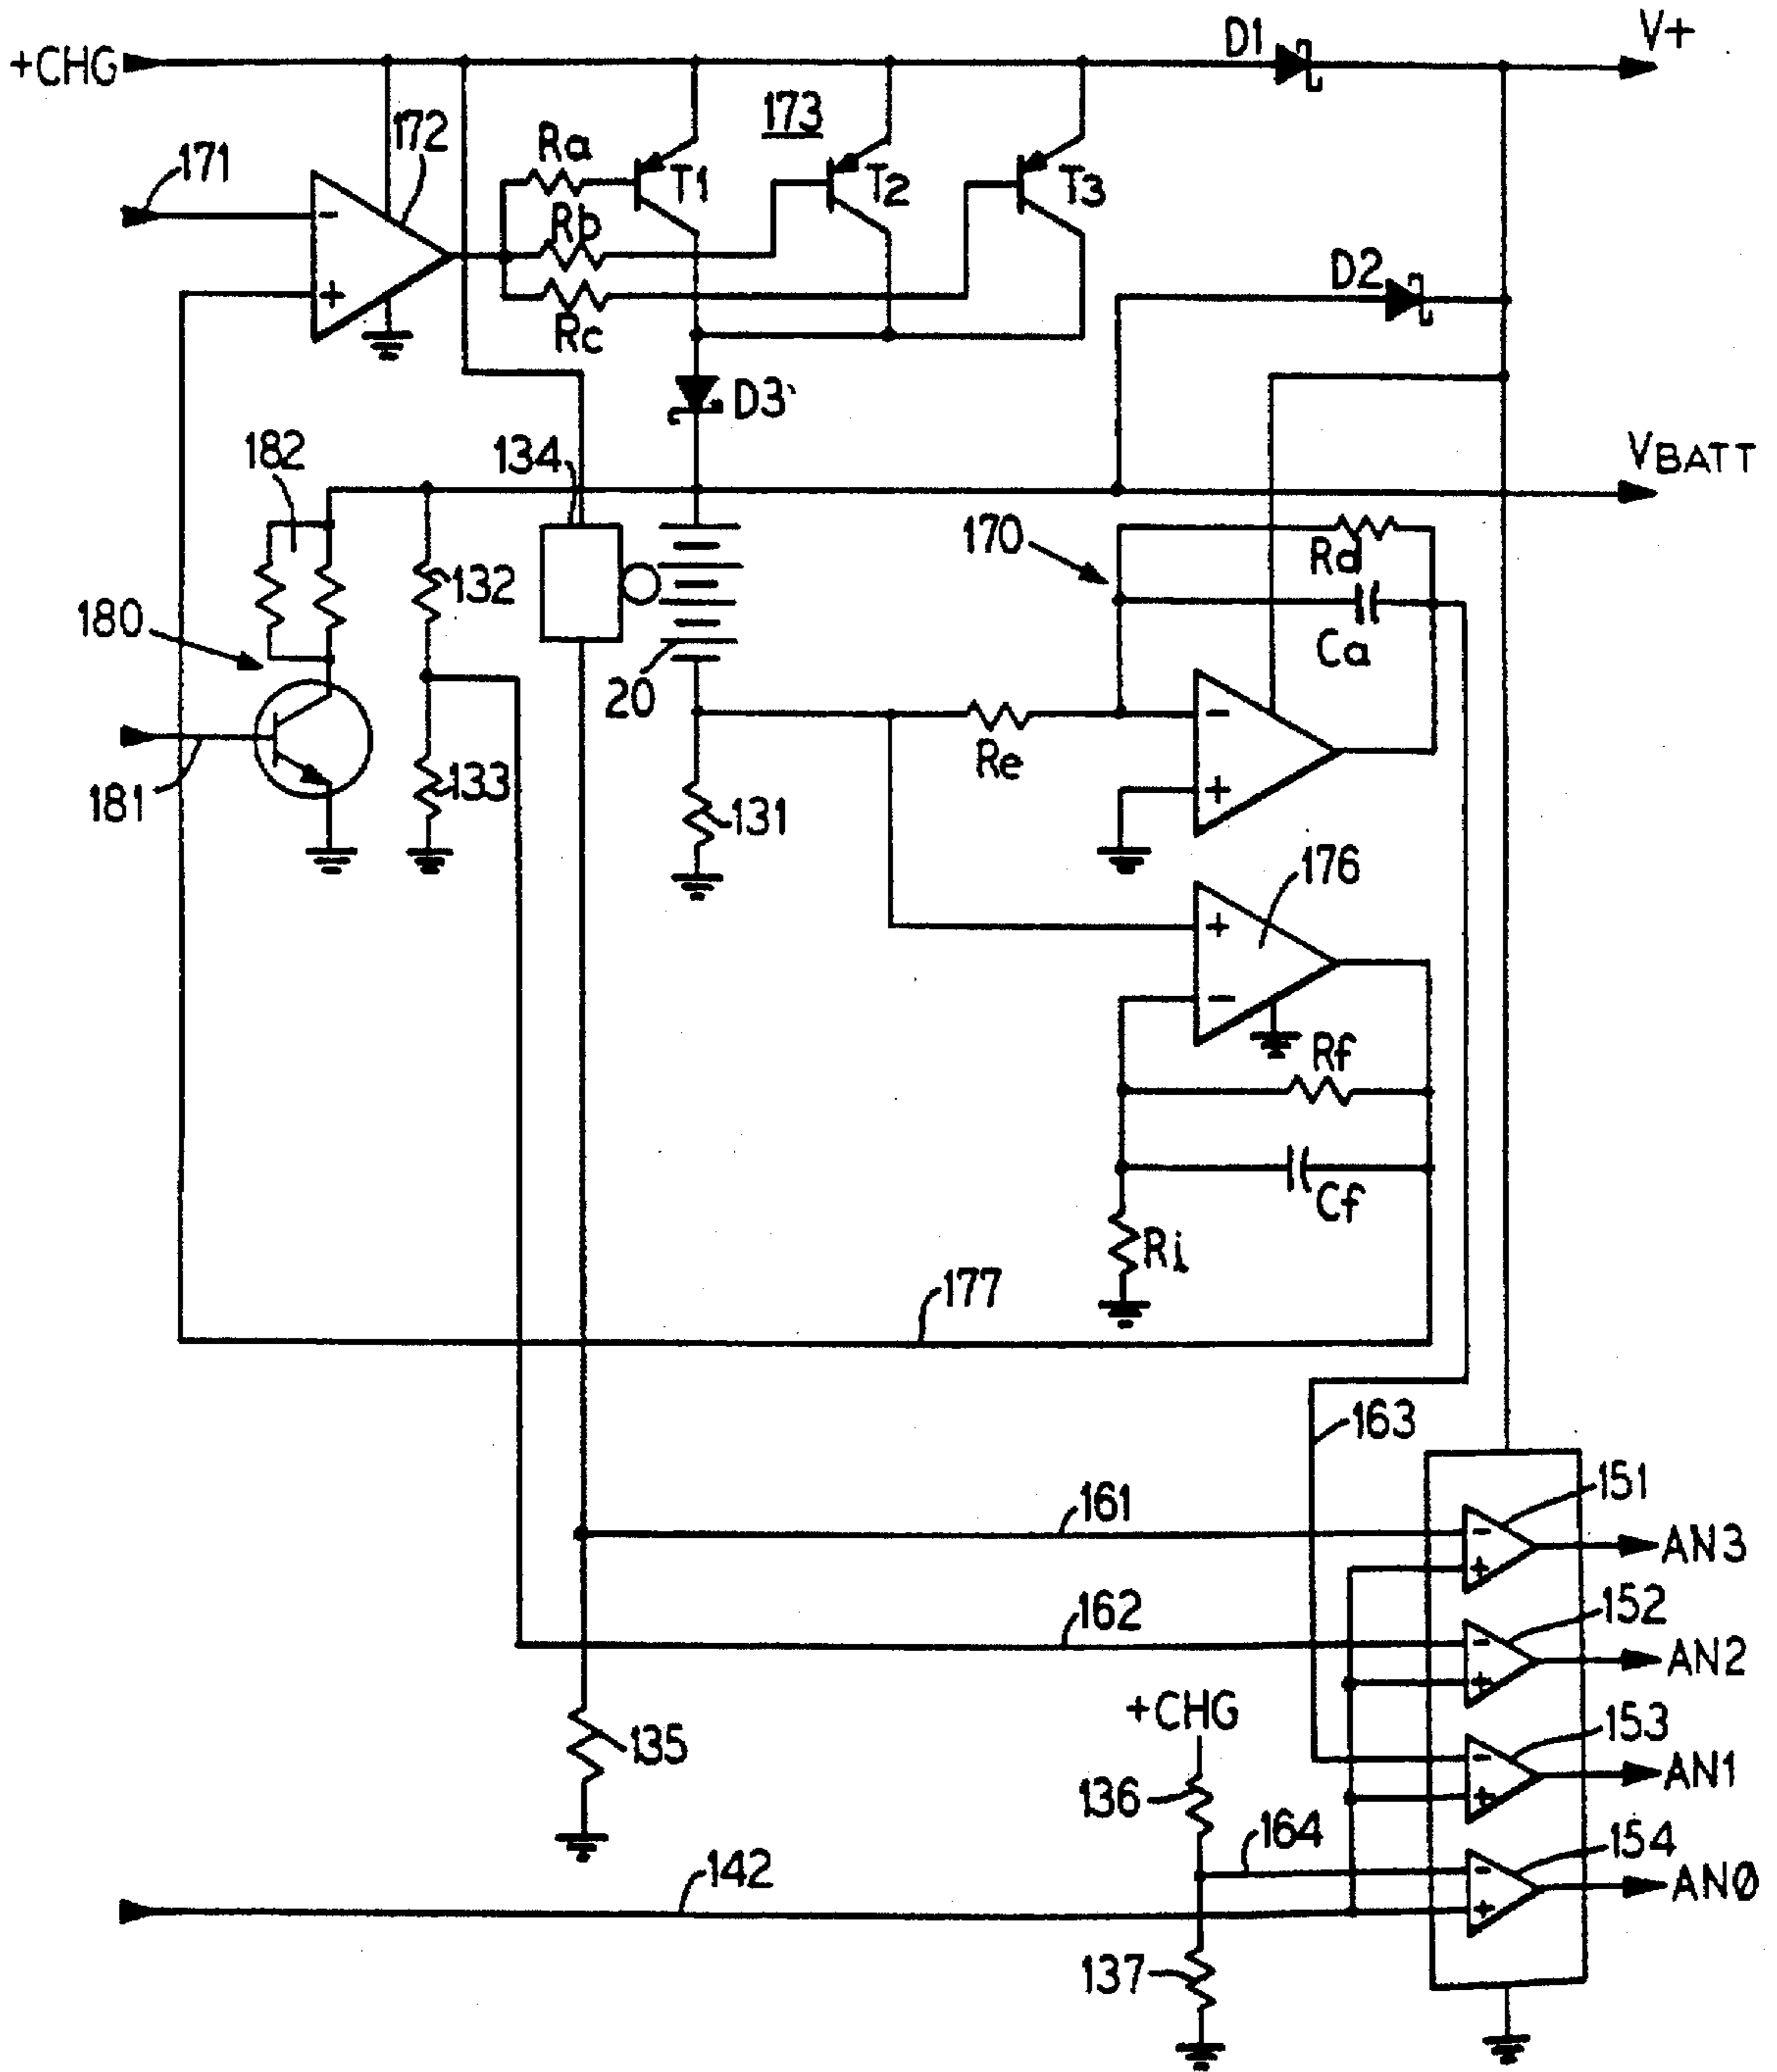 D1
V+
+CHG
172
173
171
Ra
T1
T2
T3
-
Rb
D2
+
Rc
D3
182
134
VBATT
170
Rd
132
180
Ca
20
-
Re
181
133
131
+
176
+
-
Rf
Cf
Ri
177
163
151
161
-
AN3
+
162
152
-
AN2
+
+CHG
153
135
-
AN1
136
+
164
154
142
-
AN0
+
137